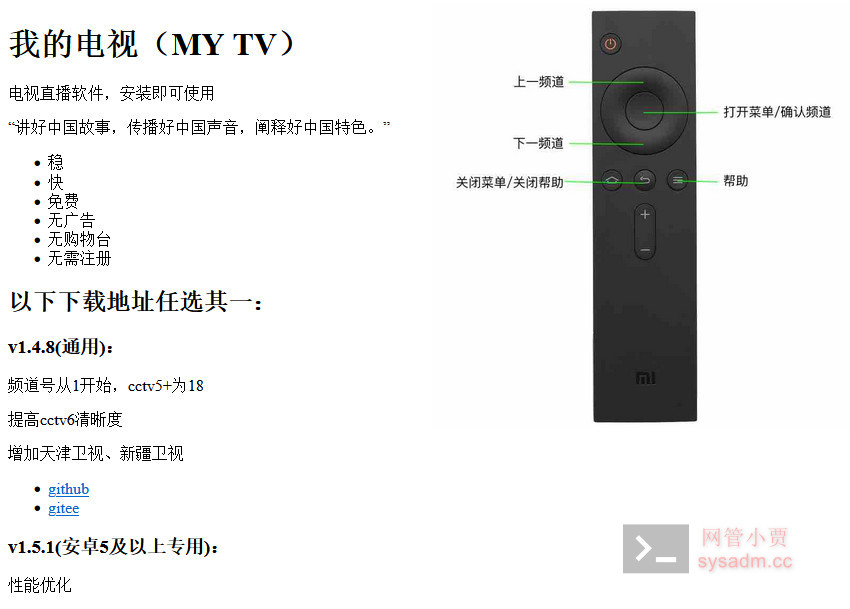 我的电视（MY TV）
电视直播软件，安装即可使用
“讲好中国故事，传播好中国声音，阐释好中国特色。”
稳
快
免费
无广告
无购物台
无需注册
以下下载地址任选其一：
v1.4.8(通用)：
频道号从1开始，cctv5+为18
提高cctv6清晰度
增加天津卫视、新疆卫视
github
gitee
v1.5.1(安卓5及以上专用)：
性能优化
上一频道
打开菜单/确认频道
下一频道
关闭菜单/关闭帮助
帮助
mi
网管小贾
sysadm.cc